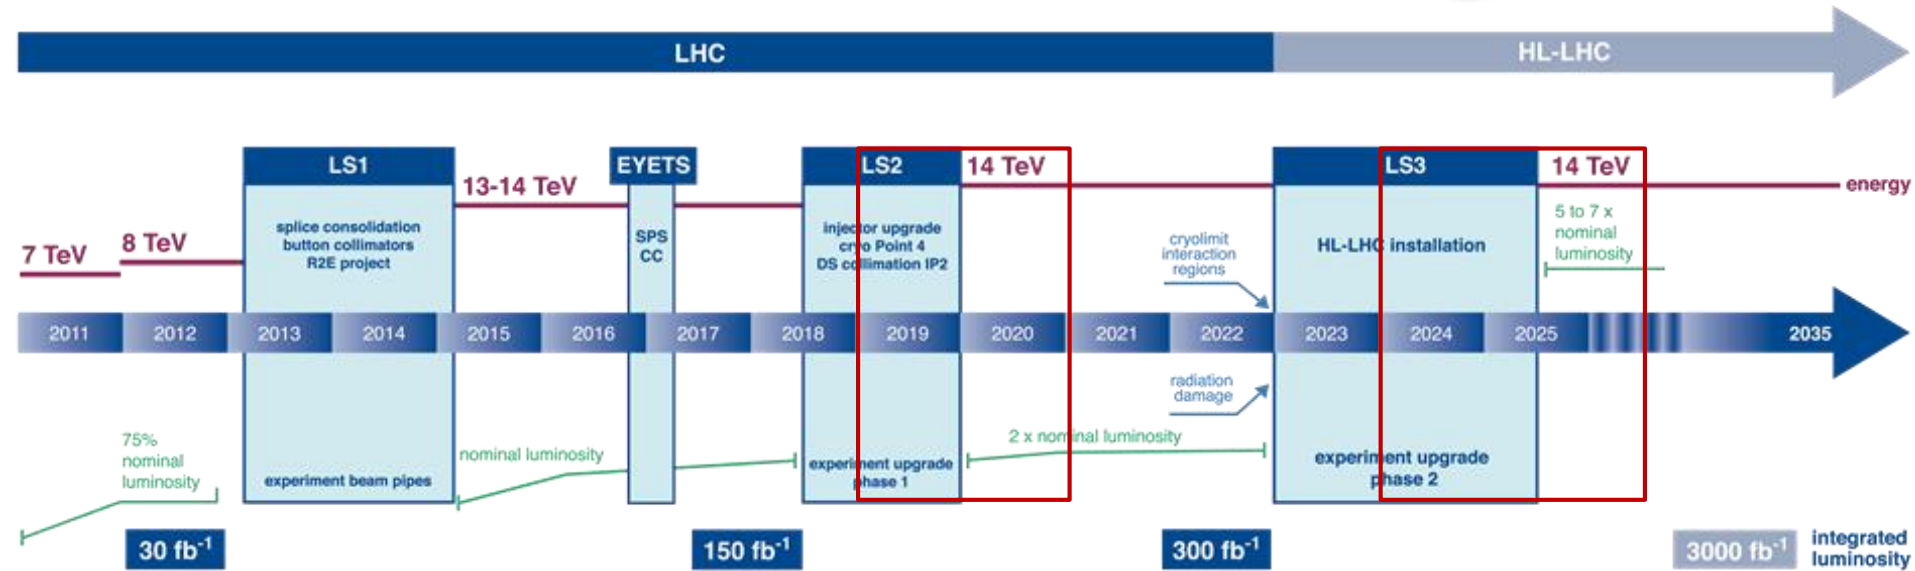 LHC
HL-LHC
LS1
EYETS
LS2
14 TeV
LS3
14 TeV
13-14 TeV
energy
7 TeV
8 TeV
splice consolidation
button collimators
R2E project
SPS
CC
injector upgrade
cryo Point 4
DS collimation IP2
cryolimit
interaction
regions
HL-LHC installation
5 to 7 x
nominal
luminosity
2011
2012
2013
2014
2015
2016
2017
2018
2019
2020
2021
2022
2023
2024
2025
2035
radiation
damage
75%
nominal
luminosity
experiment beam pipes
nominal luminosity
experiment upgrade
phase 1
2 x nominal luminosity
experiment upgrade
phase 2
30 fb⁻¹
150 fb⁻¹
300 fb⁻¹
3000 fb⁻¹
integrated
luminosity